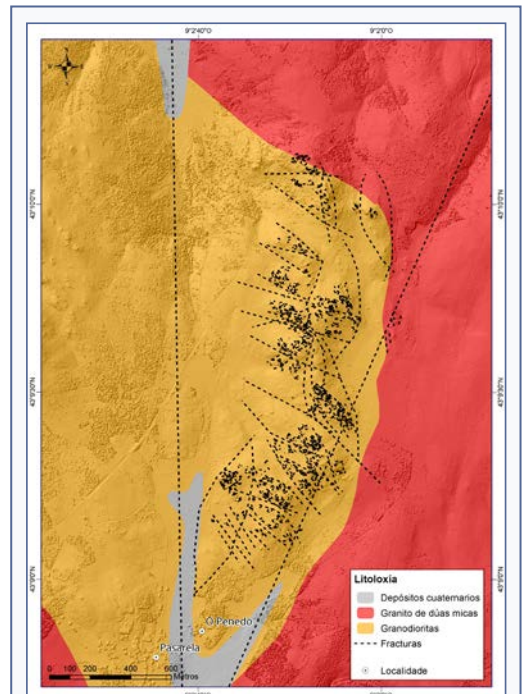 9°2'40"O
9°2'0"O
N
43°10'0"N
43°10'0"N
43°9'30"N
43°9'30"N
43°9'0"N
43°9'0"N
O Penedo
Pasarela
0 100 200 400 600
Metros
Litoloxía
Depósitos cuaternarios
Granito de dúas micas
Granodioritas
Fracturas
Localidade